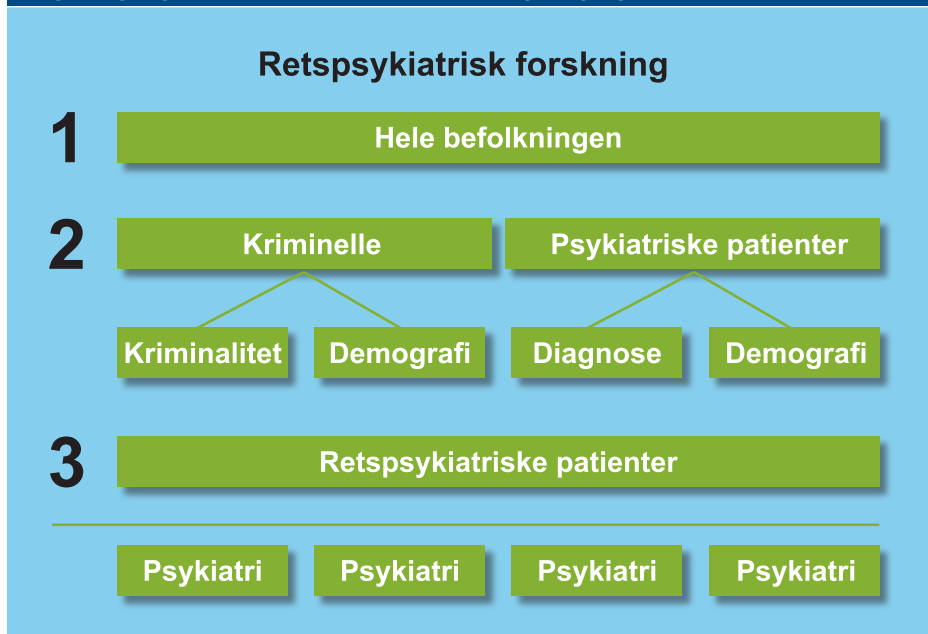 Retspsykiatrisk forskning
1 Hele befolkningen
2 Kriminelle Psykiatriske patienter
Kriminalitet Demografi Diagnose Demografi
3 Retspsykiatriske patienter
Psykiatri Psykiatri Psykiatri Psykiatri